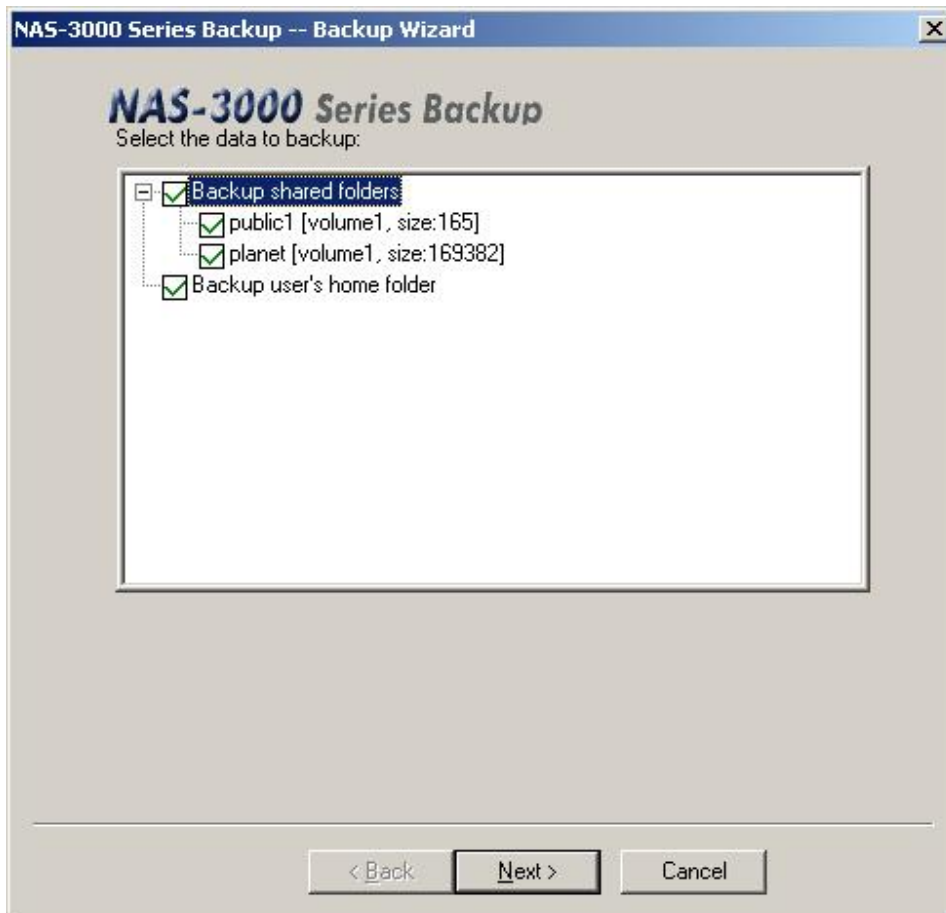 NAS-3000 Series Backup -- Backup Wizard
NAS-3000 Series Backup
Select the data to backup:
Backup shared folders
public1 [volume1, size:165]
planet [volume1, size:169382]
Backup user's home folder
< Back
Next >
Cancel